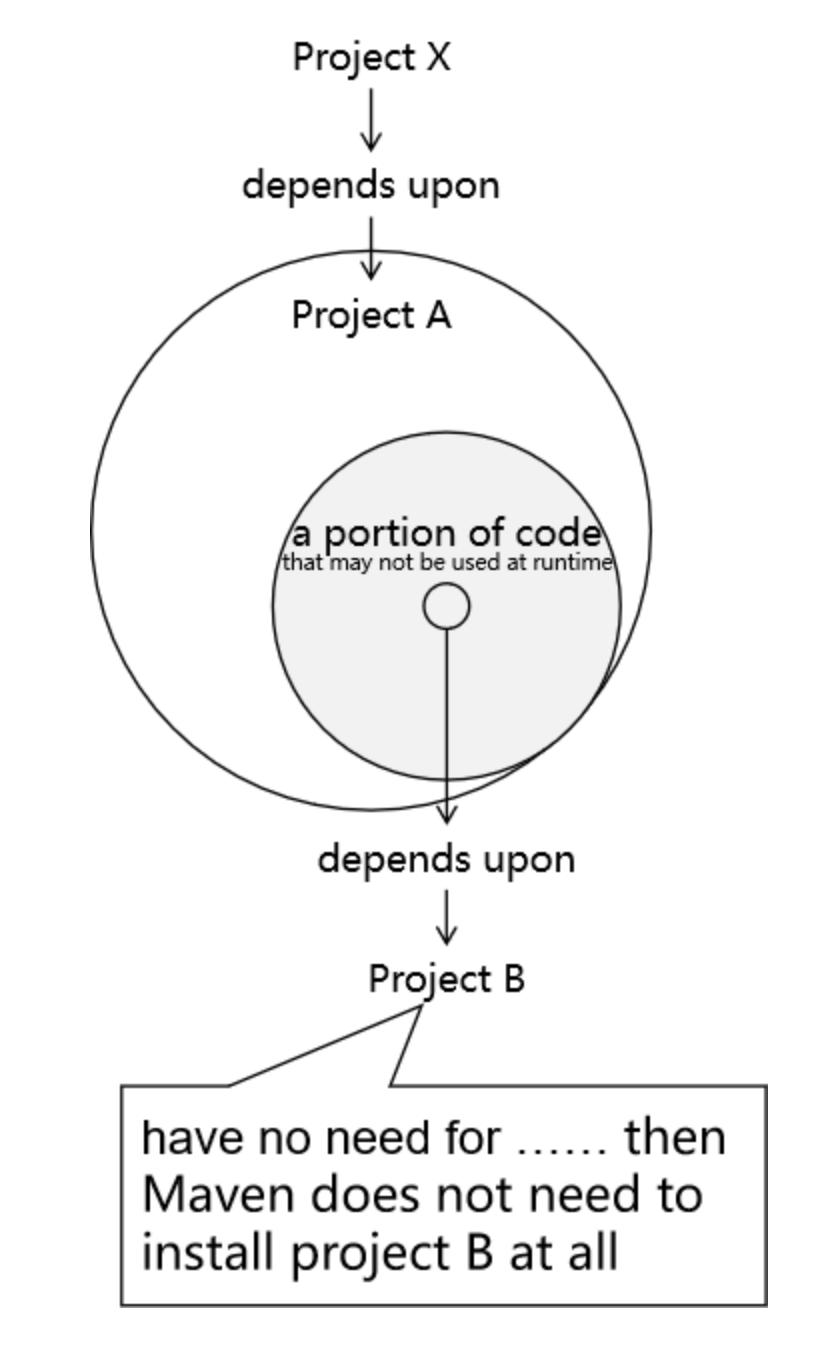 Project X
depends upon
Project A
a portion of code
that may not be used at runtime
depends upon
Project B
have no need for …… then
Maven does not need to
install project B at all